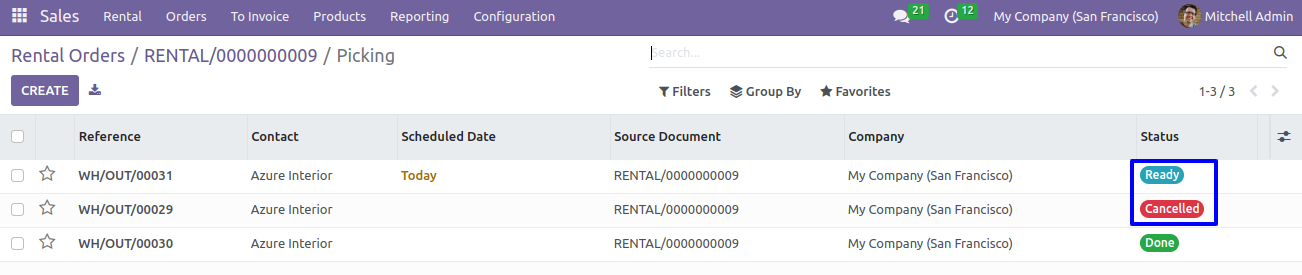 Sales Rental Orders To Invoice Products Reporting Configuration 21 12 My Company (San Francisco) Mitchell Admin
Rental Orders / RENTAL/0000000009 / Picking Search...
CREATE Filters Group By Favorites 1-3 / 3
Reference Contact Scheduled Date Source Document Company Status
WH/OUT/00031 Azure Interior Today RENTAL/0000000009 My Company (San Francisco) Ready
WH/OUT/00029 Azure Interior RENTAL/0000000009 My Company (San Francisco) Cancelled
WH/OUT/00030 Azure Interior RENTAL/0000000009 My Company (San Francisco) Done